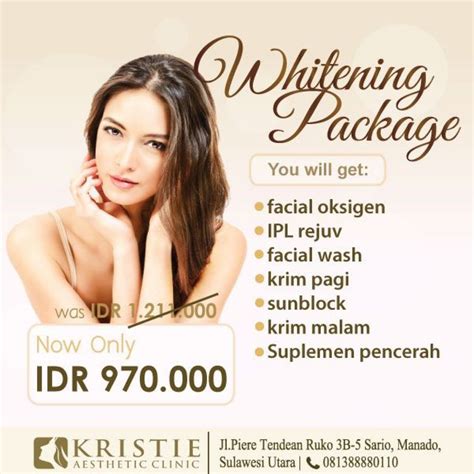 Whitening
Package
You will get:
facial oksigen
IPL rejuv
facial wash
krim pagi
sunblock
krim malam
Suplemen pencerah
was IDR 1.211.000
Now Only
IDR 970.000
KRISTIE
AESTHETIC CLINIC
Jl.Piere Tendean Ruko 3B-5 Sario, Manado,
Sulawesi Utara | 081388880110